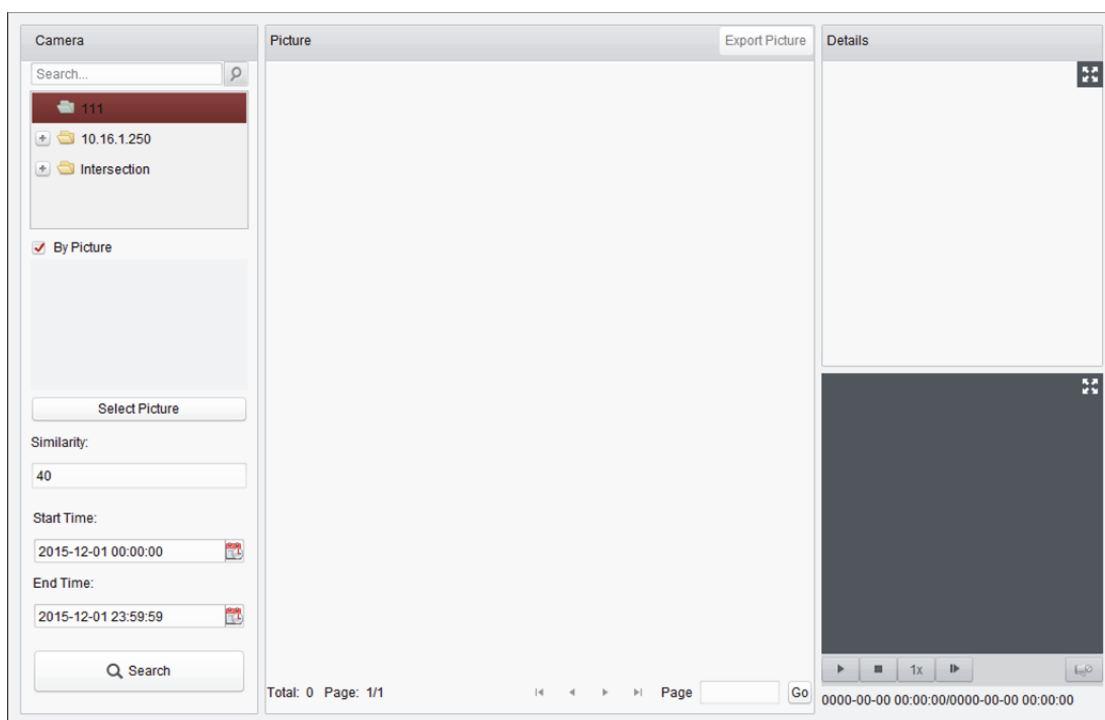 Camera
Search...
111
10.16.1.250
Intersection
By Picture
Select Picture
Similarity:
40
Start Time:
2015-12-01 00:00:00
End Time:
2015-12-01 23:59:59
Search
Picture
Export Picture
Total: 0 Page: 1/1
Page
Go
Details
1x
0000-00-00 00:00:00/0000-00-00 00:00:00